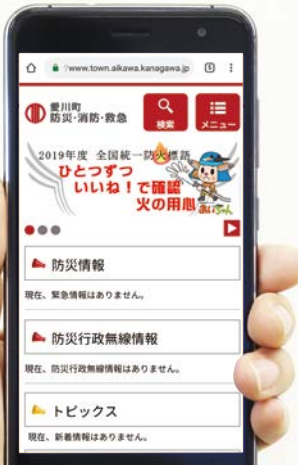 www.town.aikawa.kanagawa.jp
愛川町
防災・消防・救急
検索
メニュー
2019年度 全国統一防火標語
ひとつずつ
いいね！で確認
火の用心
あいちゃん
防災情報
現在、緊急情報はありません。
防災行政無線情報
現在、防災行政無線情報はありません。
トピックス
現在、新着情報はありません。